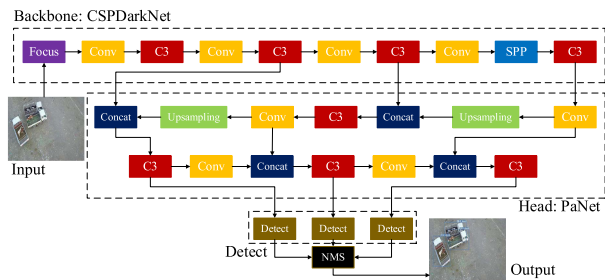 Backbone: CSPDarkNet
Focus Conv C3 Conv C3 Conv C3 Conv SPP C3
Concat Upsampling Conv C3 Concat Upsampling Conv
Input
C3 Conv Concat C3 Conv Concat C3
Head: PaNet
Detect Detect Detect
Detect
NMS
Output